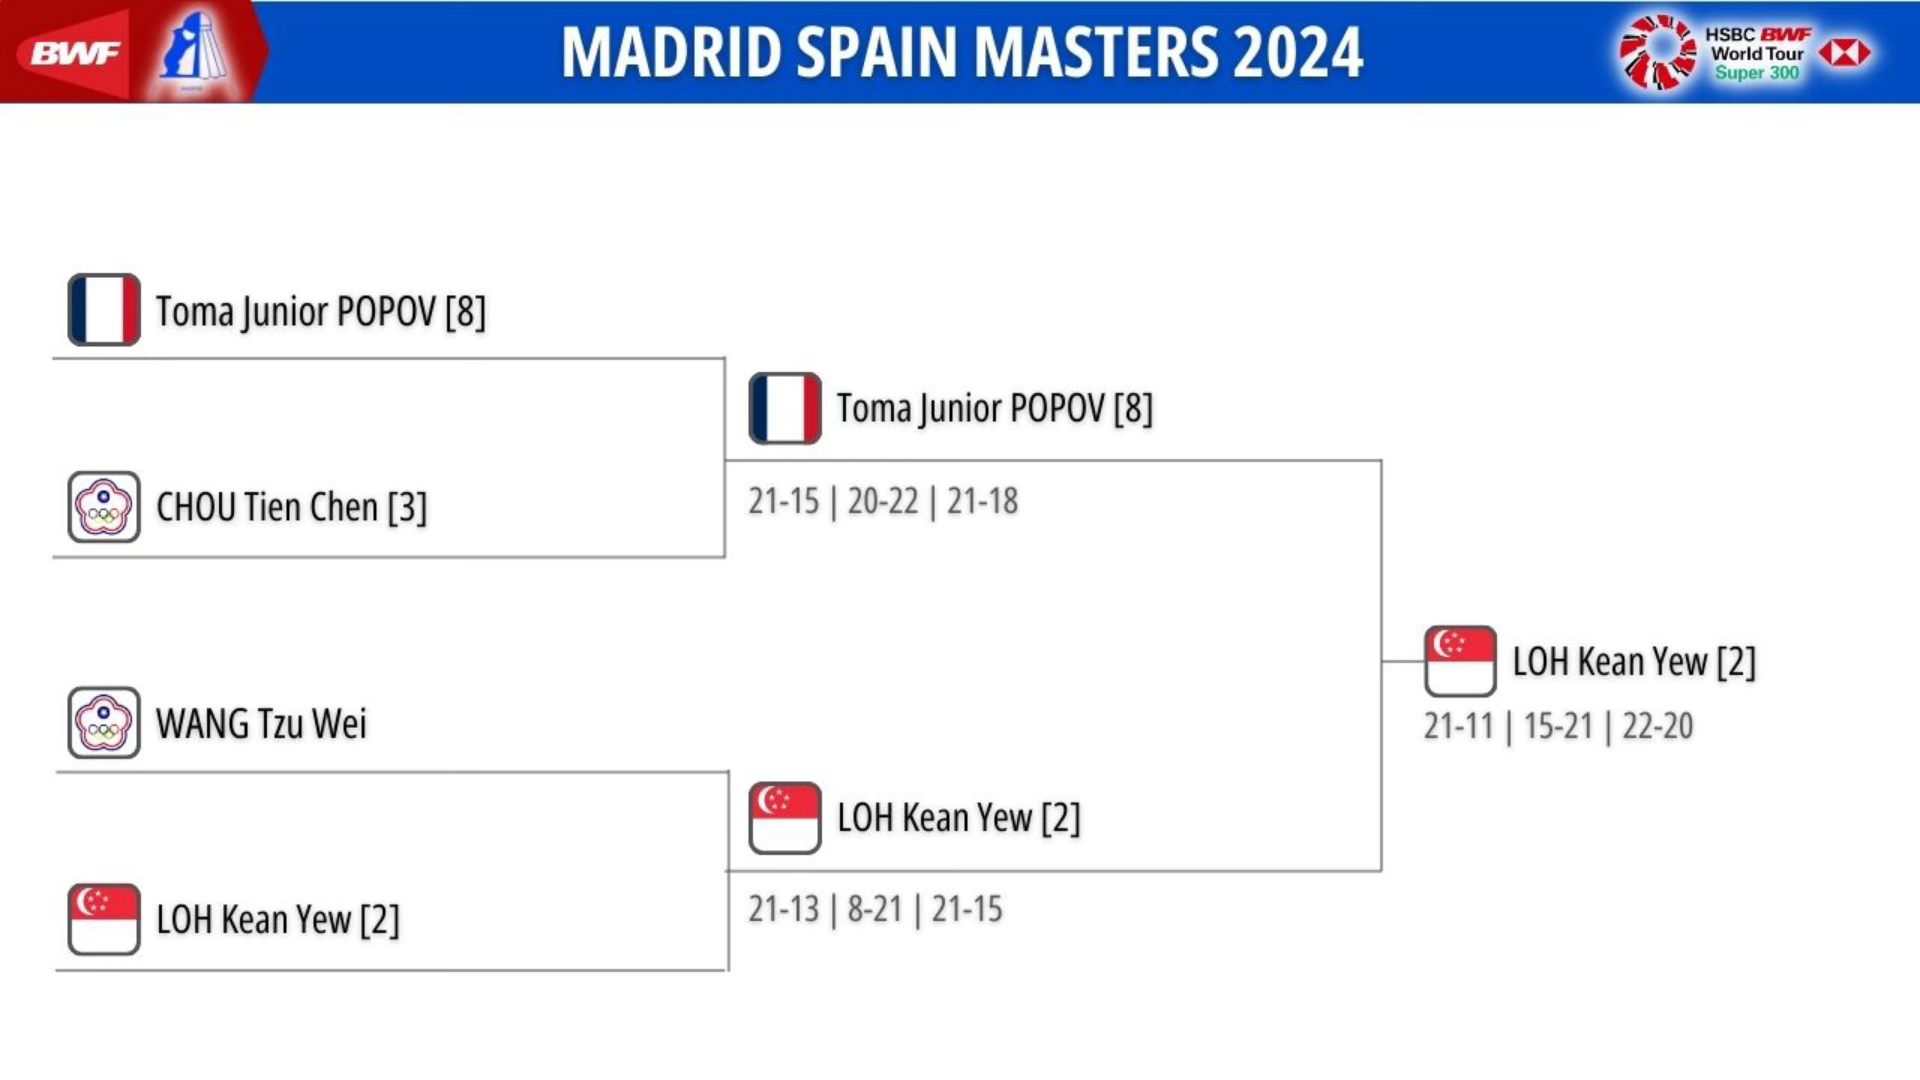 BWF
MADRID SPAIN MASTERS 2024
HSBC BWF
World Tour
Super 300
Toma Junior POPOV [8]
CHOU Tien Chen [3]
Toma Junior POPOV [8]
21-15 | 20-22 | 21-18
WANG Tzu Wei
LOH Kean Yew [2]
LOH Kean Yew [2]
21-13 | 8-21 | 21-15
LOH Kean Yew [2]
21-11 | 15-21 | 22-20